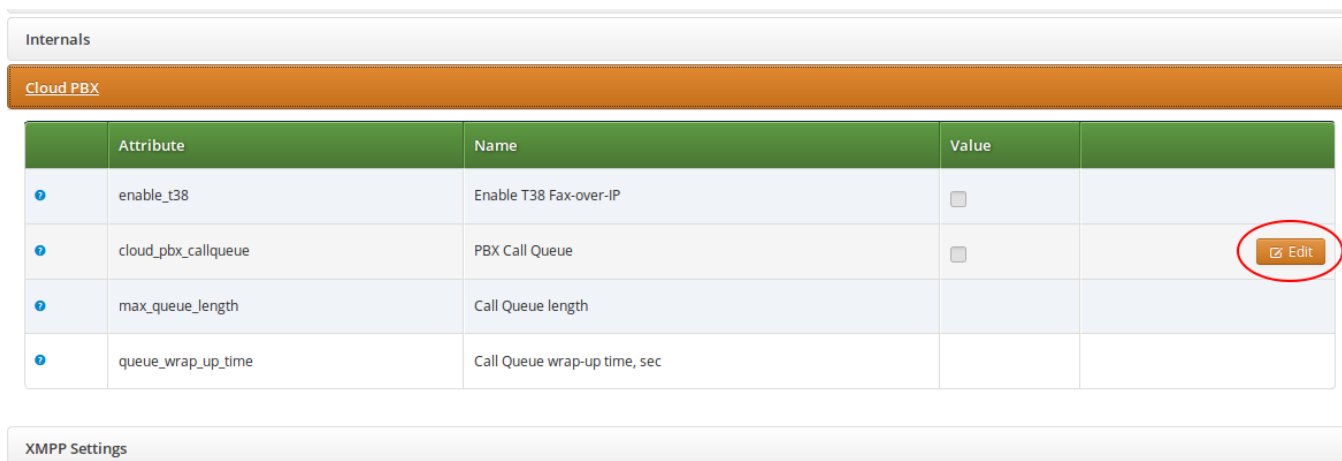 Internals
Cloud PBX
Attribute Name Value
enable_t38 Enable T38 Fax-over-IP
cloud_pbx_callqueue PBX Call Queue Edit
max_queue_length Call Queue length
queue_wrap_up_time Call Queue wrap-up time, sec
XMPP Settings